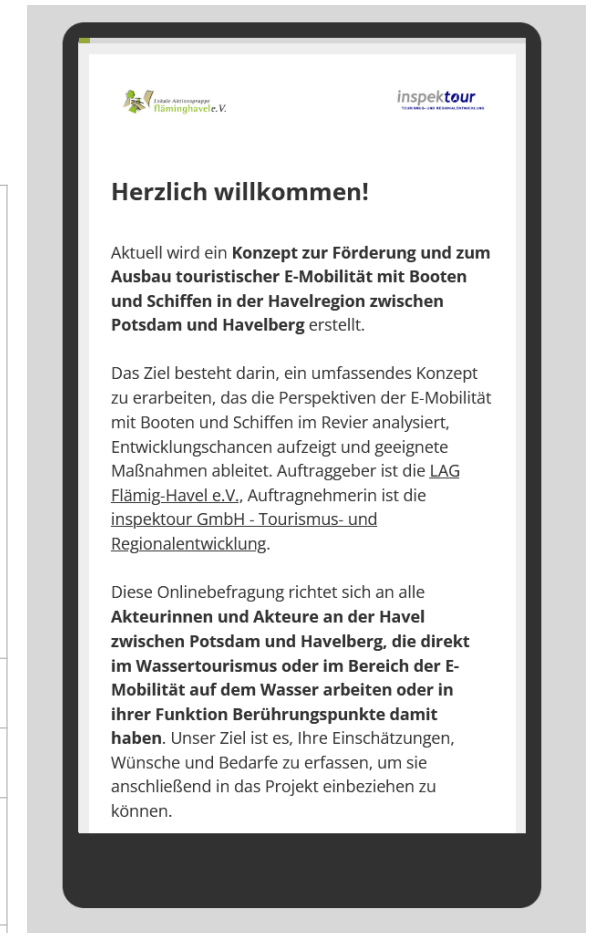 Lokale Aktionsgruppe
fläminghavel e.V.
inspektour
TOURISMUS- UND REGIONALENTWICKLUNG
Herzlich willkommen!
Aktuell wird ein Konzept zur Förderung und zum
Ausbau touristischer E-Mobilität mit Booten
und Schiffen in der Havelregion zwischen
Potsdam und Havelberg erstellt.
Das Ziel besteht darin, ein umfassendes Konzept
zu erarbeiten, das die Perspektiven der E-Mobilität
mit Booten und Schiffen im Revier analysiert,
Entwicklungschancen aufzeigt und geeignete
Maßnahmen ableitet. Auftraggeber ist die LAG
Flämig-Havel e.V., Auftragnehmerin ist die
inspektour GmbH - Tourismus- und
Regionalentwicklung.
Diese Onlinebefragung richtet sich an alle
Akteurinnen und Akteure an der Havel
zwischen Potsdam und Havelberg, die direkt
im Wassertourismus oder im Bereich der E-
Mobilität auf dem Wasser arbeiten oder in
ihrer Funktion Berührungspunkte damit
haben. Unser Ziel ist es, Ihre Einschätzungen,
Wünsche und Bedarfe zu erfassen, um sie
anschließend in das Projekt einbeziehen zu
können.